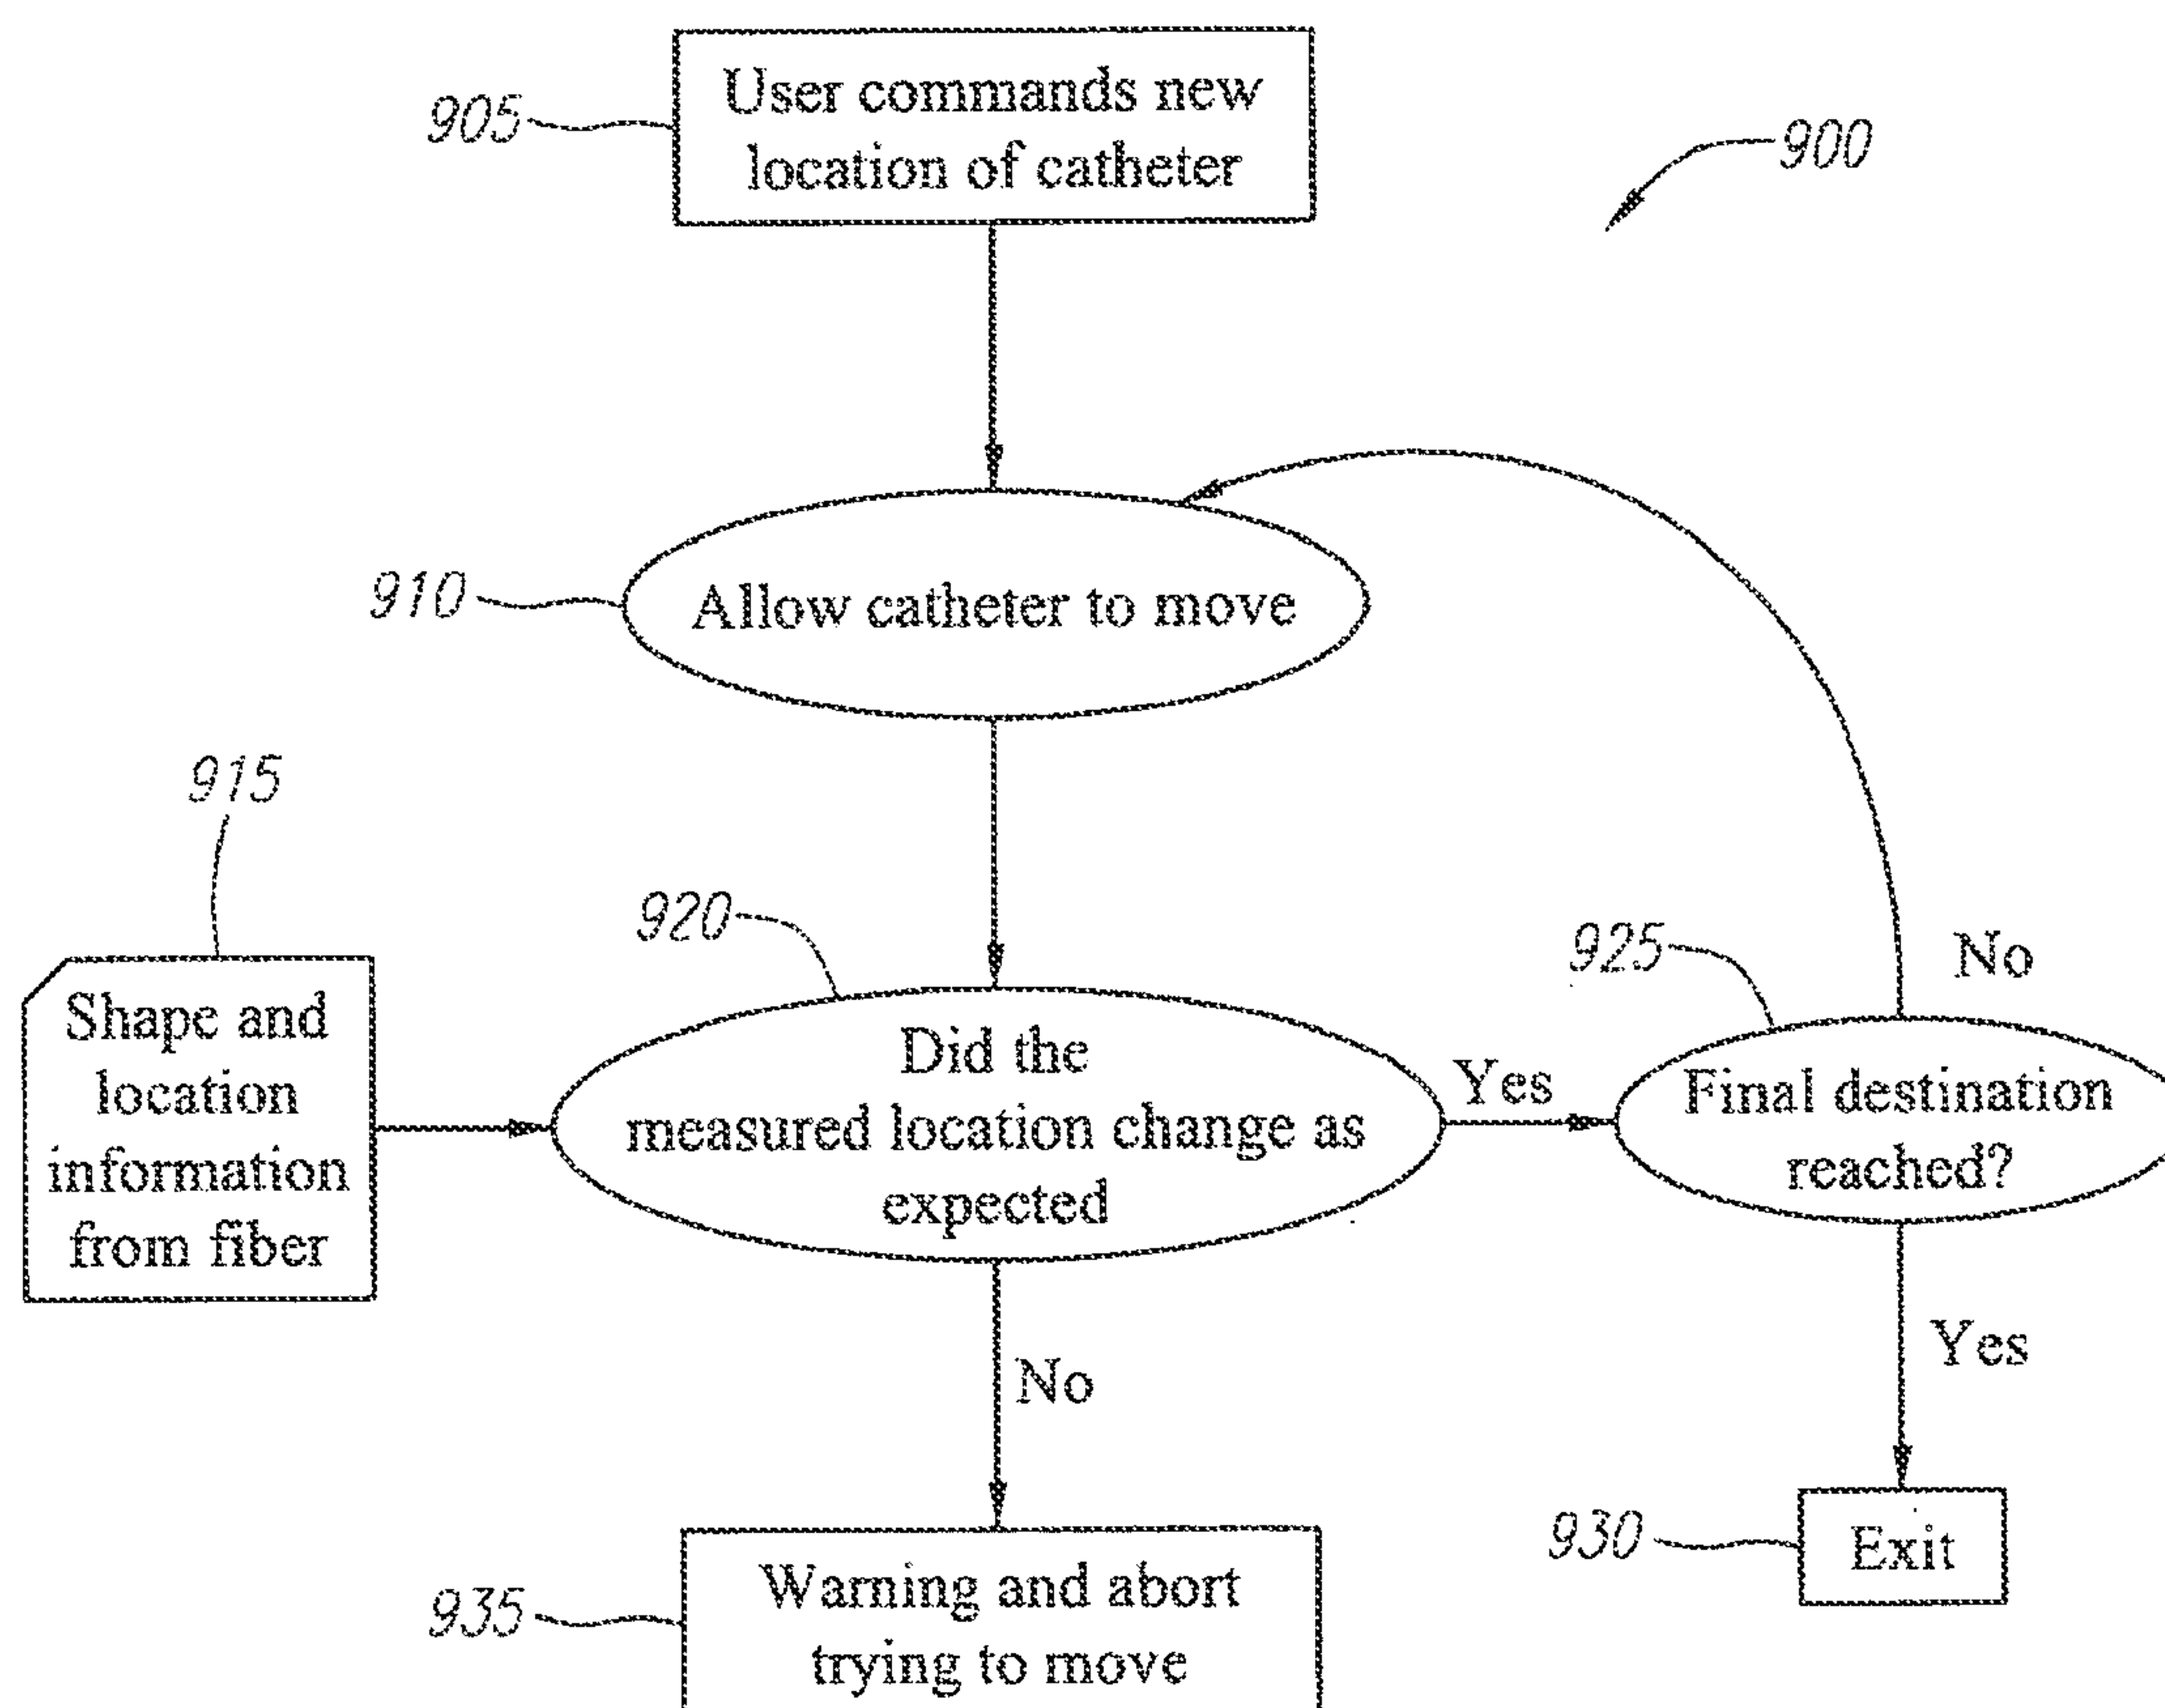 User commands new
location of catheter
905
900
910
Allow catheter to move
915
920
925
No
Shape and
location
information
from fiber
Did the
measured location change as
expected
Yes
Final destination
reached?
No
Yes
930
Exit
935
Warning and abort
trying to move